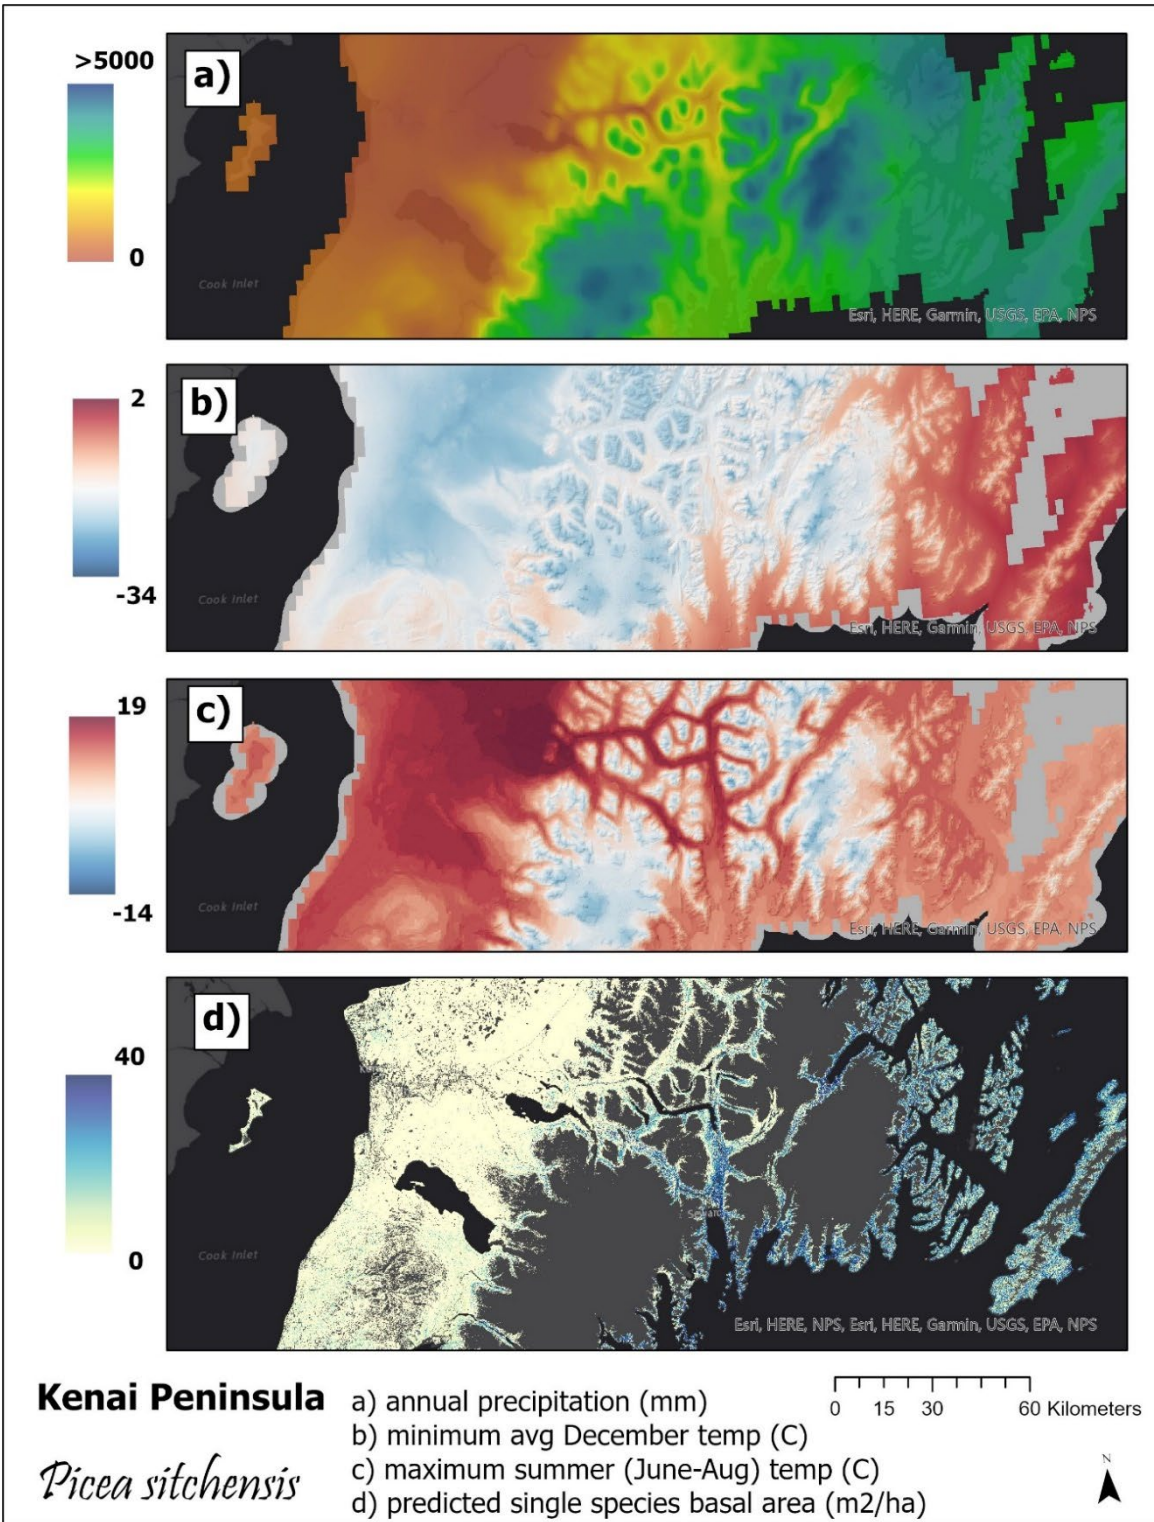 >5000
a)
0
Cook Inlet
Esri, HERE, Garmin, USGS, EPA, NPS
2
b)
-34
Cook Inlet
Esri, HERE, Garmin, USGS, EPA, NPS
19
c)
-14
Cook Inlet
Esri, HERE, Garmin, USGS, EPA, NPS
d)
40
0
Cook Inlet
Esri, HERE, NPS, Esri, HERE, Garmin, USGS, EPA, NPS
Kenai Peninsula
a) annual precipitation (mm)
0 15 30 60 Kilometers
b) minimum avg December temp (C)
Picea sitchensis
c) maximum summer (June-Aug) temp (C)
N
d) predicted single species basal area (m2/ha)